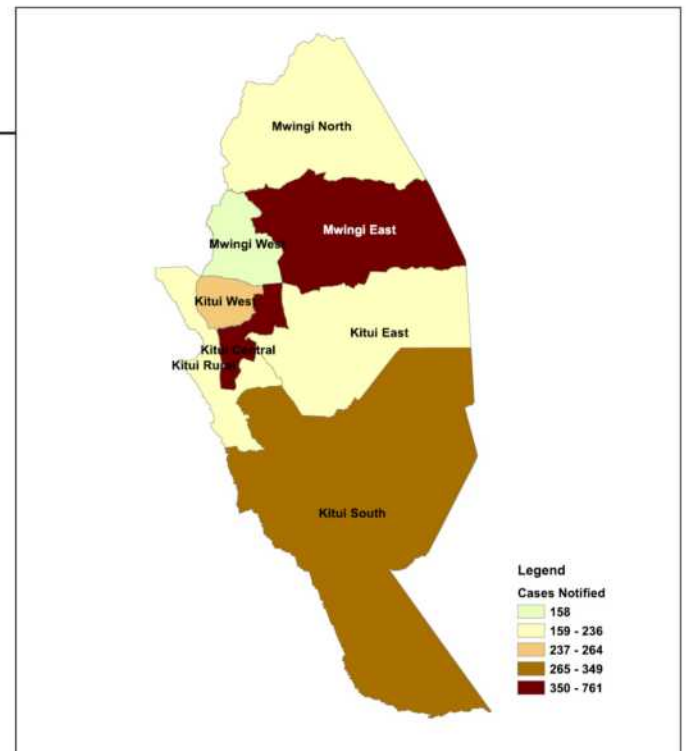 Mwingi North
Mwingi East
Mwingi West
Kitui West
Kitui East
Kitui Central
Kitui Rural
Kitui South
Legend
Cases Notified
158
159 - 236
237 - 264
265 - 349
350 - 761